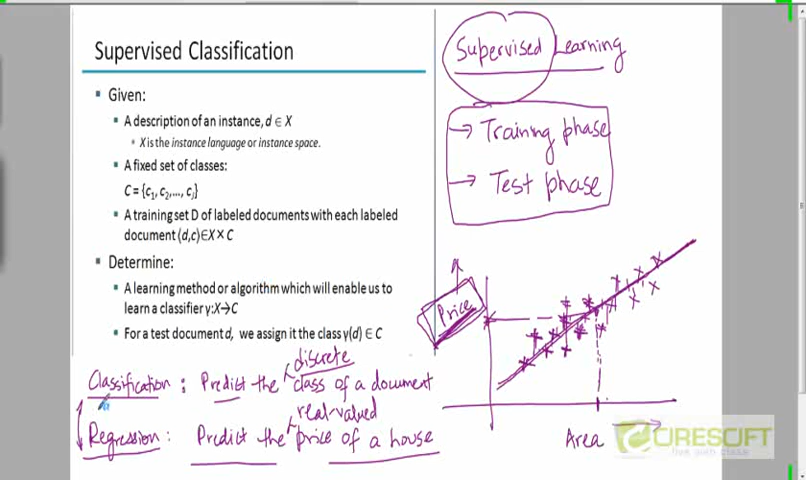 Supervised Classification
Given:
A description of an instance, d ∈ X
X is the instance language or instance space.
A fixed set of classes:
C = {c1, c2,..., cj}
A training set D of labeled documents with each labeled
document (d,c)∈X×C
Determine:
A learning method or algorithm which will enable us to
learn a classifier γ:X→C
For a test document d, we assign it the class γ(d) ∈ C
discrete
Classification : Predict the class of a document
real-valued
Regression : Predict the price of a house
Supervised Learning
→ Training phase
→ Test phase
Price
Area